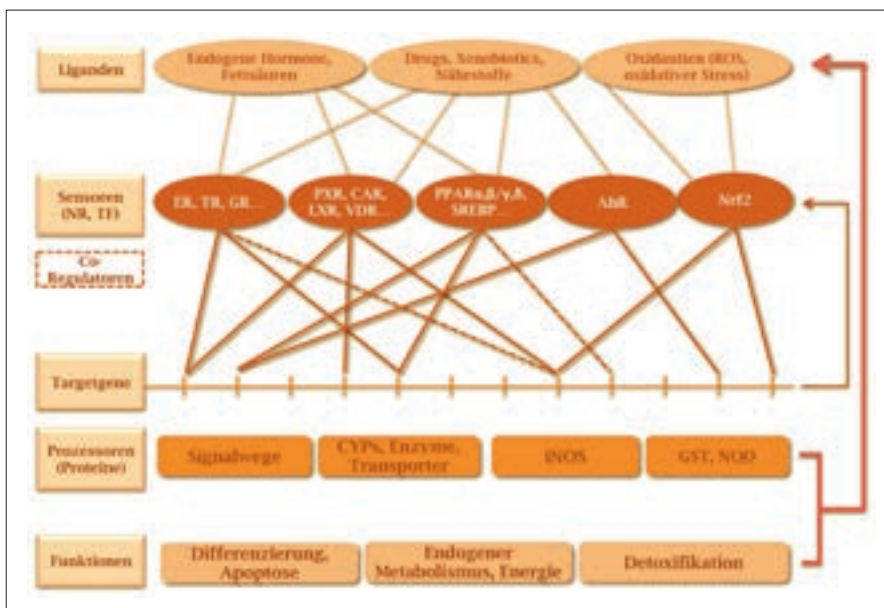 Liganden
Endogene Hormone,
Fettsäuren
Drugs, Xenobiotics,
Nährstoffe
Oxidantien (ROS,
oxidativer Stress)
Sensoren
(NR, TF)
ER, TR, GR...
PXR, CAR,
LXR, VDR...
PPARα,β/γ,δ,
SREBP...
AhR
Nrf2
Co-
Regulatoren
Targetgene
Prozessoren
(Proteine)
Signalwege
CYPs, Enzyme,
Transporter
iNOS
GST, NQO
Funktionen
Differenzierung,
Apoptose
Endogener
Metabolismus, Energie
Detoxifikation